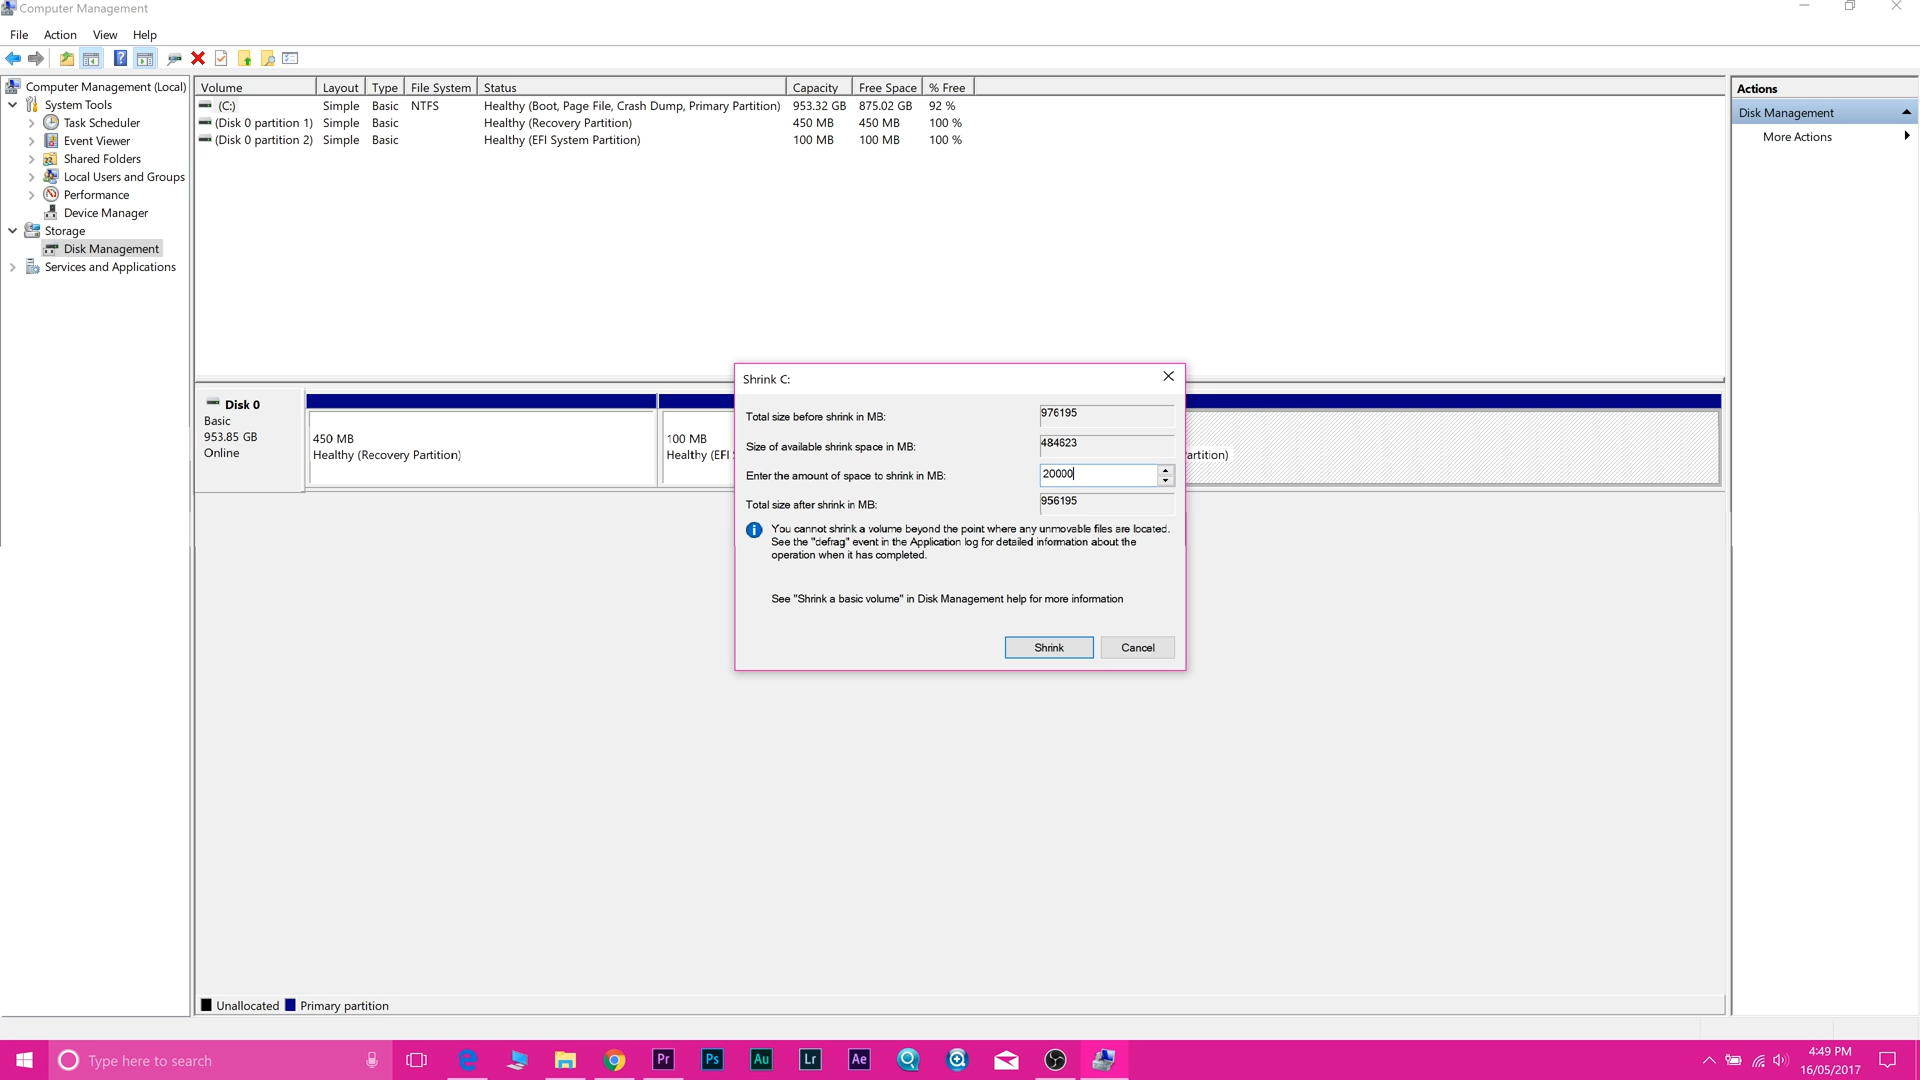 Computer Management
File Action View Help
Computer Management (Local)
System Tools
Task Scheduler
Event Viewer
Shared Folders
Local Users and Groups
Performance
Device Manager
Storage
Disk Management
Services and Applications
Volume Layout Type File System Status Capacity Free Space % Free
(C:) Simple Basic NTFS Healthy (Boot, Page File, Crash Dump, Primary Partition) 953.32 GB 875.02 GB 92 %
(Disk 0 partition 1) Simple Basic Healthy (Recovery Partition) 450 MB 450 MB 100 %
(Disk 0 partition 2) Simple Basic Healthy (EFI System Partition) 100 MB 100 MB 100 %
Actions
Disk Management
More Actions
Disk 0
Basic
953.85 GB
Online
450 MB
Healthy (Recovery Partition)
100 MB
Healthy (EFI
artition)
Shrink C:
Total size before shrink in MB: 976195
Size of available shrink space in MB: 484623
Enter the amount of space to shrink in MB: 20000
Total size after shrink in MB: 956195
You cannot shrink a volume beyond the point where any unmovable files are located.
See the "defrag" event in the Application log for detailed information about the
operation when it has completed.
See "Shrink a basic volume" in Disk Management help for more information
Shrink Cancel
Unallocated Primary partition
Type here to search
Pr Ps Au Lr Ae
4:49 PM
16/05/2017